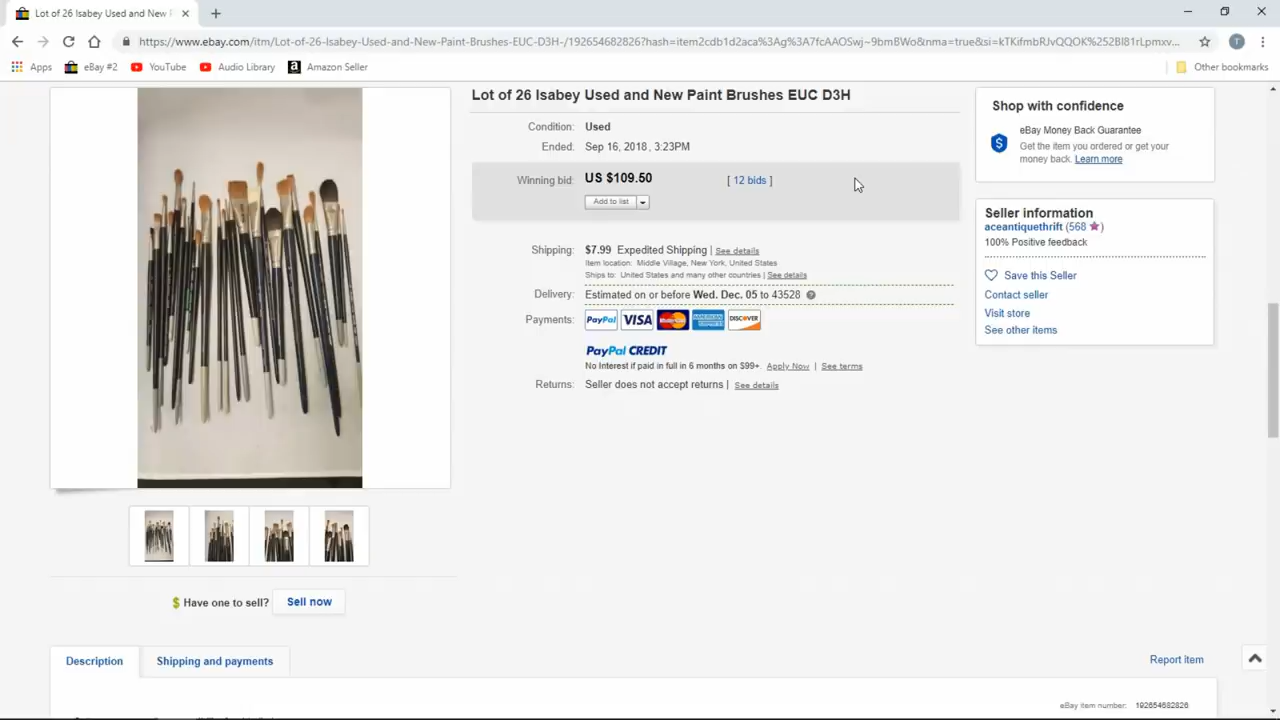 Lot of 26 Isabey Used and New P
https://www.ebay.com/itm/Lot-of-26-Isabey-Used-and-New-Paint-Brushes-EUC-D3H-/192654682826?hash=item2cdb1d2aca%3Ag%3A7fcAAOSwj~9bm8Wo&nma=true&si=kTKifmbRJvQQOK%252BI81rLpmxv...
T
Apps
eBay #2
YouTube
Audio Library
Amazon Seller
Other bookmarks
Lot of 26 Isabey Used and New Paint Brushes EUC D3H
Condition: Used
Ended: Sep 16, 2018 , 3:23PM
Winning bid: US $109.50 [ 12 bids ]
Add to list
Shipping: $7.99 Expedited Shipping | See details
Item location: Middle Village, New York, United States
Ships to: United States and many other countries | See details
Delivery: Estimated on or before Wed. Dec. 05 to 43528
Payments: PayPal VISA MasterCard AMERICAN EXPRESS DISCOVER
PayPal CREDIT
No Interest if paid in full in 6 months on $99+. Apply Now | See terms
Returns: Seller does not accept returns | See details
Shop with confidence
eBay Money Back Guarantee
Get the item you ordered or get your
money back. Learn more
Seller information
aceantiquethrift (568 )
100% Positive feedback
Save this Seller
Contact seller
Visit store
See other items
$ Have one to sell? Sell now
Description
Shipping and payments
Report item
eBay item number: 192654682826